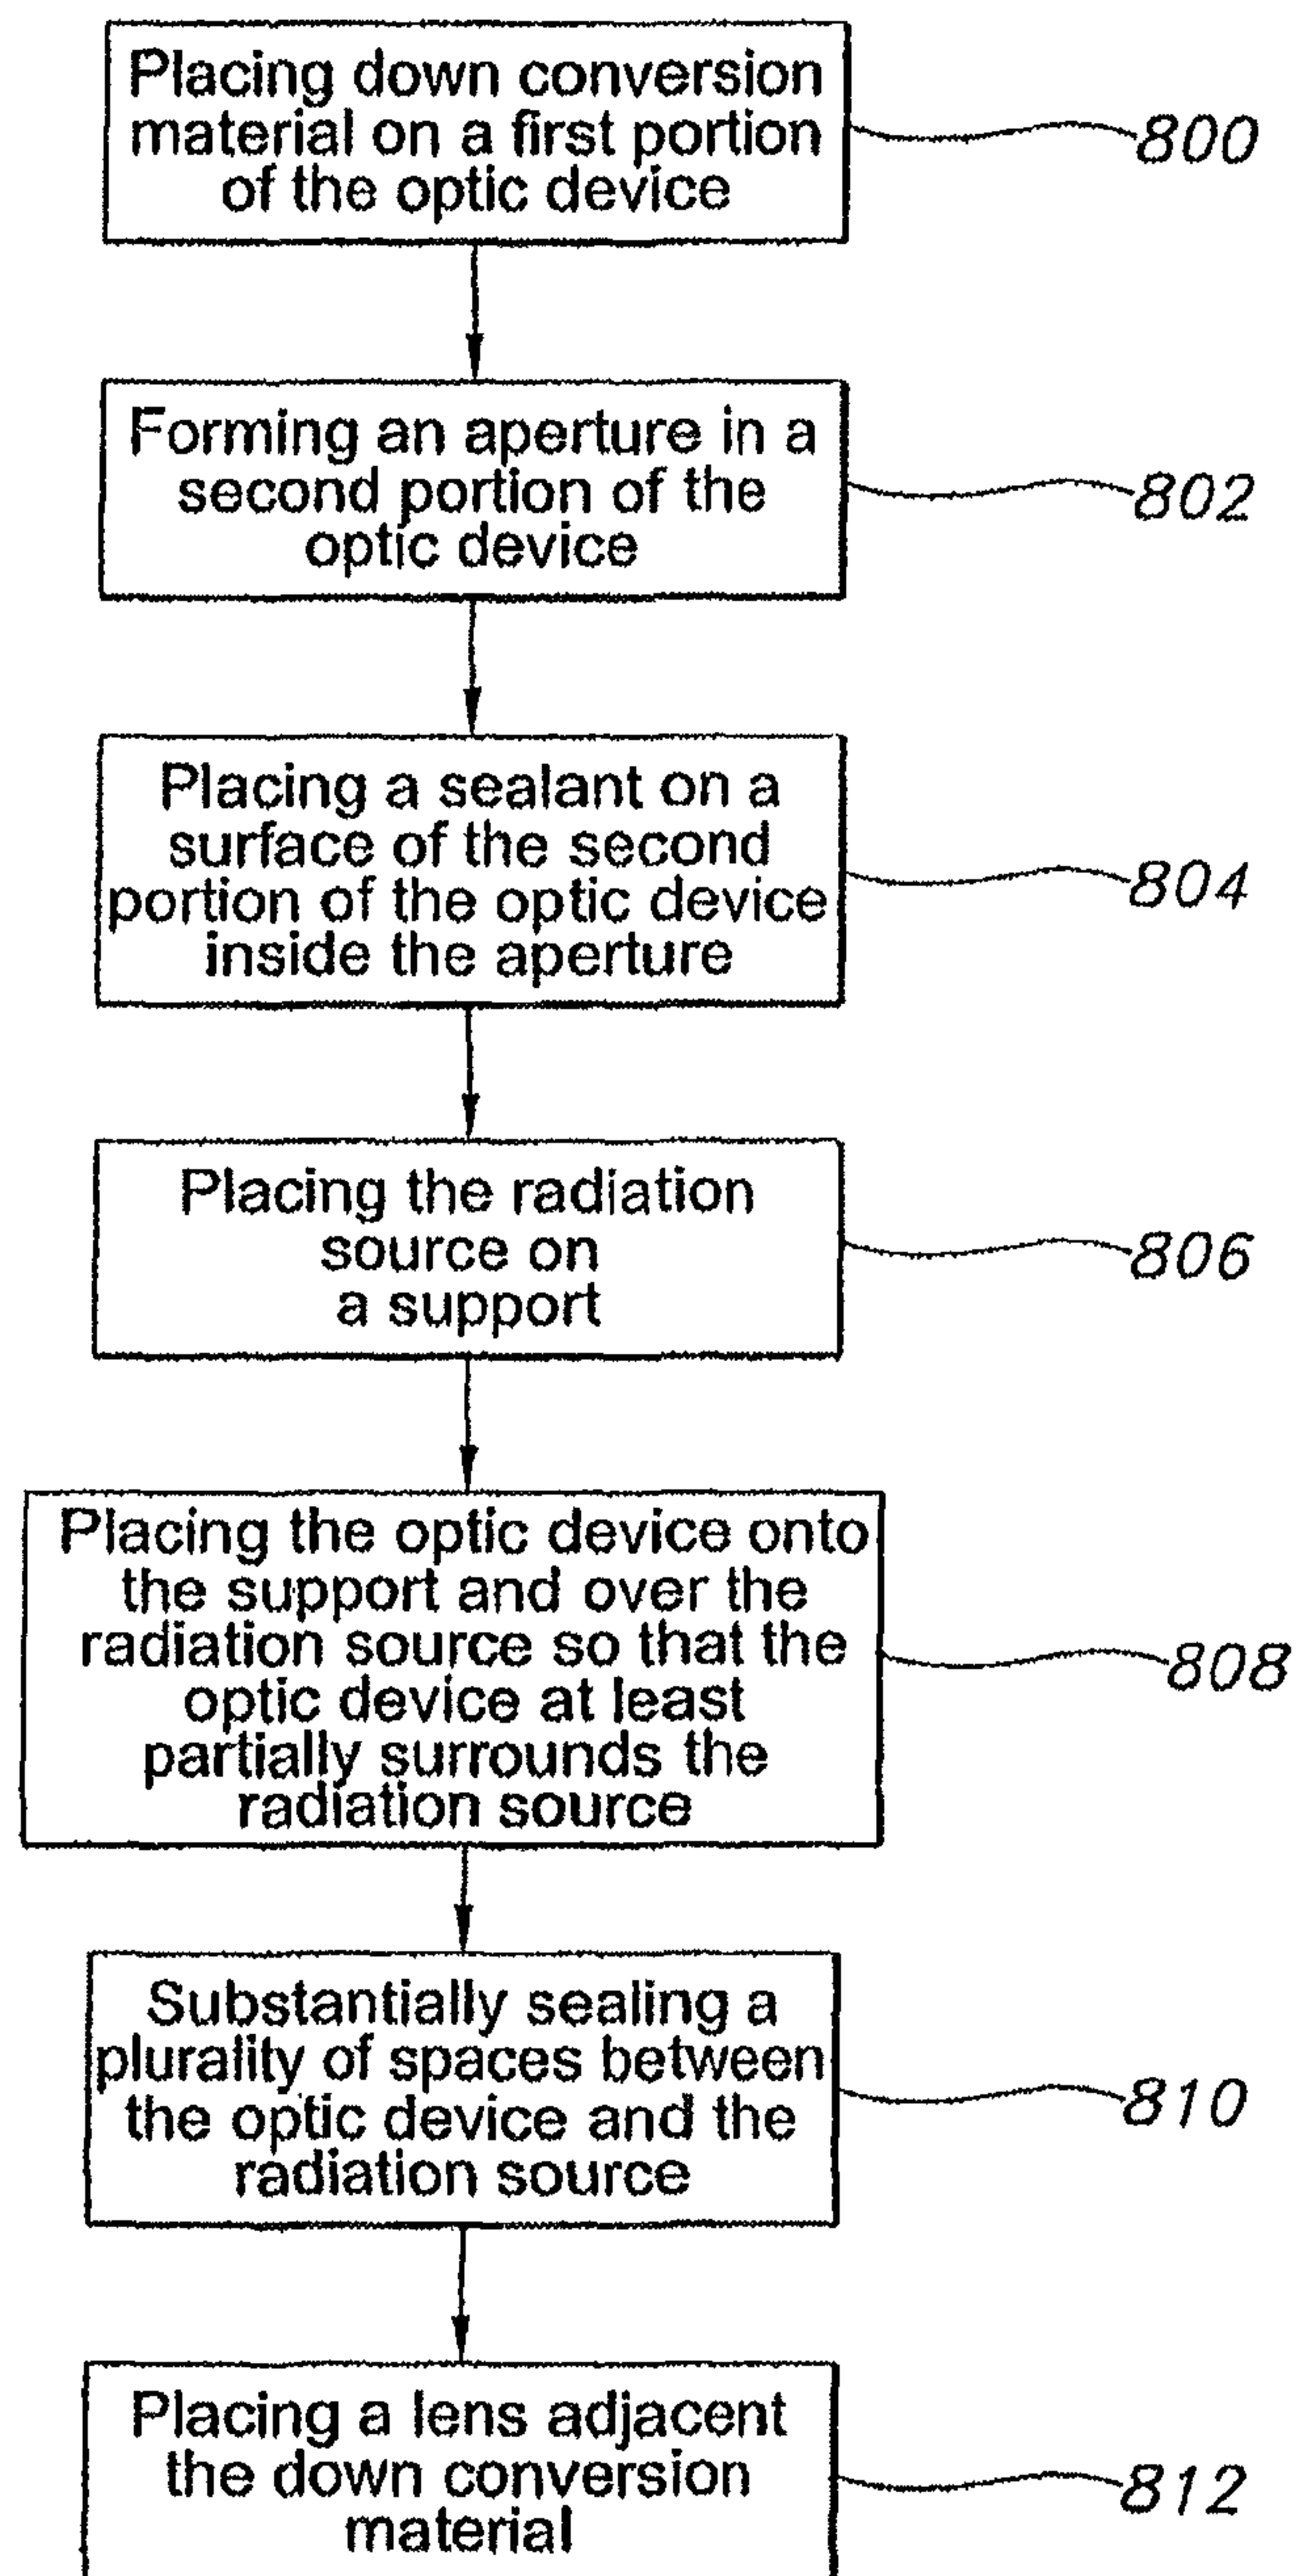 Placing down conversion
material on a first portion
of the optic device
800
Forming an aperture in a
second portion of the
optic device
802
Placing a sealant on a
surface of the second
portion of the optic device
inside the aperture
804
Placing the radiation
source on
a support
806
Placing the optic device onto
the support and over the
radiation source so that the
optic device at least
partially surrounds the
radiation source
808
Substantially sealing a
plurality of spaces between
the optic device and the
radiation source
810
Placing a lens adjacent
the down conversion
material
812